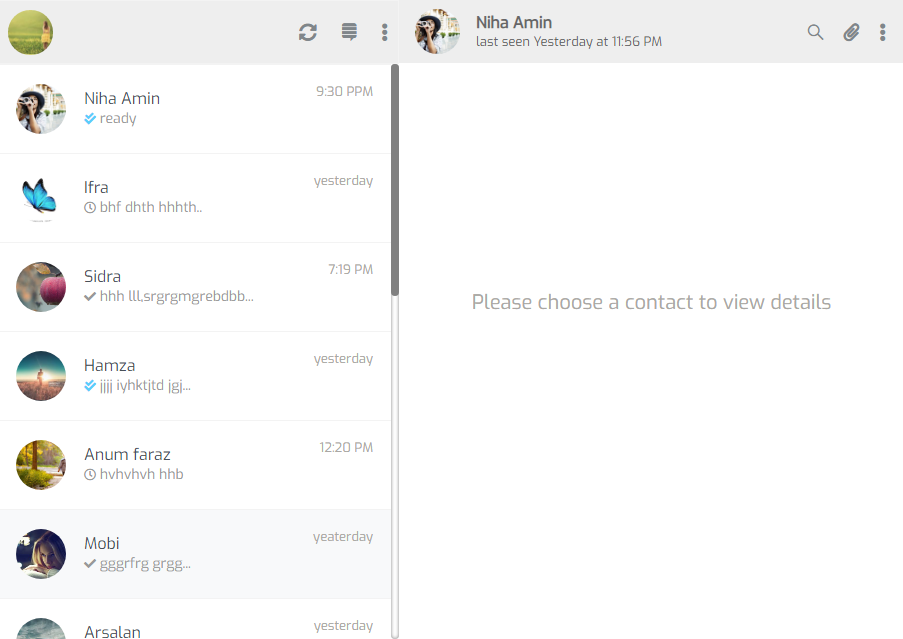 Niha Amin
last seen Yesterday at 11:56 PM
Niha Amin
9:30 PPM
ready
Ifra
yesterday
bhf dhth hhhth..
Sidra
7:19 PM
hhh lll,srgrgmgrebdbb...
Hamza
yesterday
jjjj iyhktjtd jgj...
Anum faraz
12:20 PM
hvhvhvh hhb
Mobi
yeaterday
gggrfrg grgg...
Arsalan
yesterday
Please choose a contact to view details